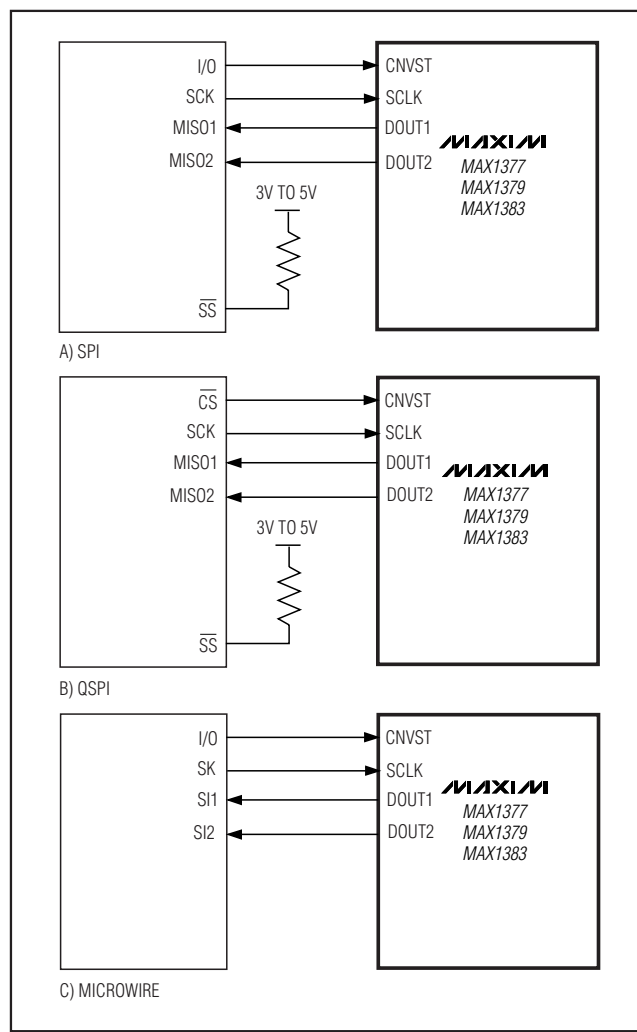 I/O CNVST
SCK SCLK
MISO1 DOUT1
MISO2 DOUT2
MAXIM
MAX1377
MAX1379
MAX1383
3V TO 5V
SS
A) SPI
CS CNVST
SCK SCLK
MISO1 DOUT1
MISO2 DOUT2
MAXIM
MAX1377
MAX1379
MAX1383
3V TO 5V
SS
B) QSPI
I/O CNVST
SK SCLK
SI1 DOUT1
SI2 DOUT2
MAXIM
MAX1377
MAX1379
MAX1383
C) MICROWIRE